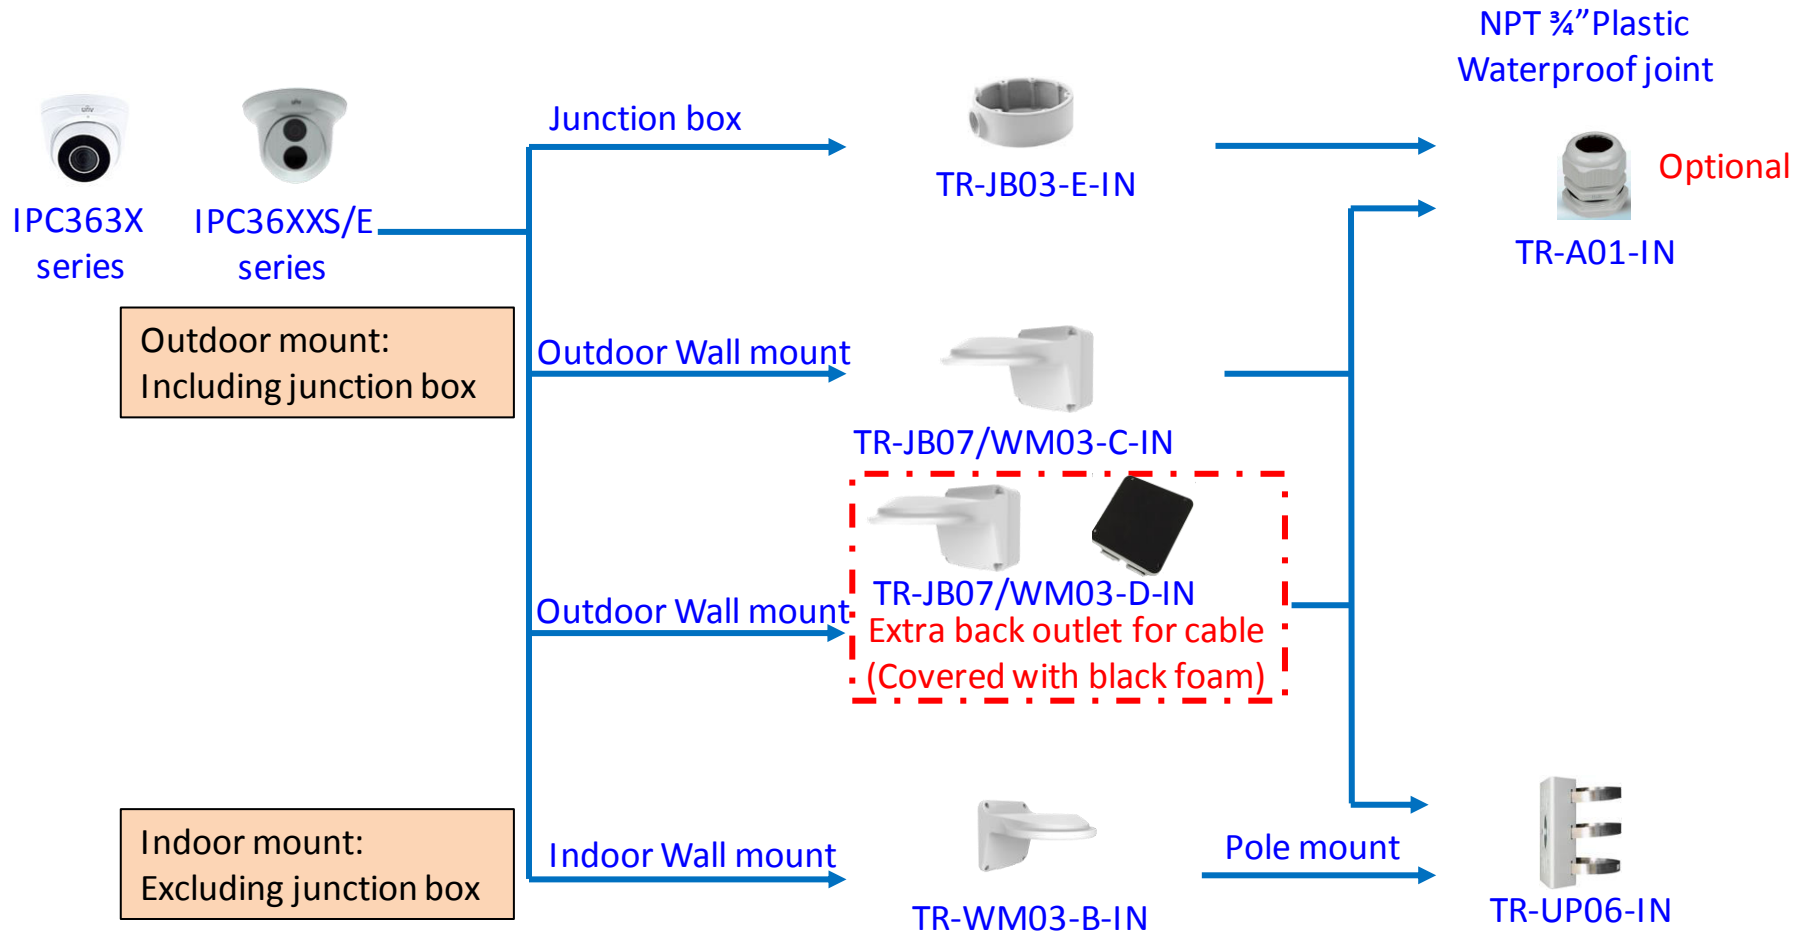 NPT ¾”Plastic
Waterproof joint
Junction box
TR-JB03-E-IN
Optional
IPC363X
series
IPC36XXS/E
series
TR-A01-IN
Outdoor mount:
Including junction box
Outdoor Wall mount
TR-JB07/WM03-C-IN
Outdoor Wall mount
TR-JB07/WM03-D-IN
Extra back outlet for cable
(Covered with black foam)
Indoor mount:
Excluding junction box
Indoor Wall mount
TR-WM03-B-IN
Pole mount
TR-UP06-IN